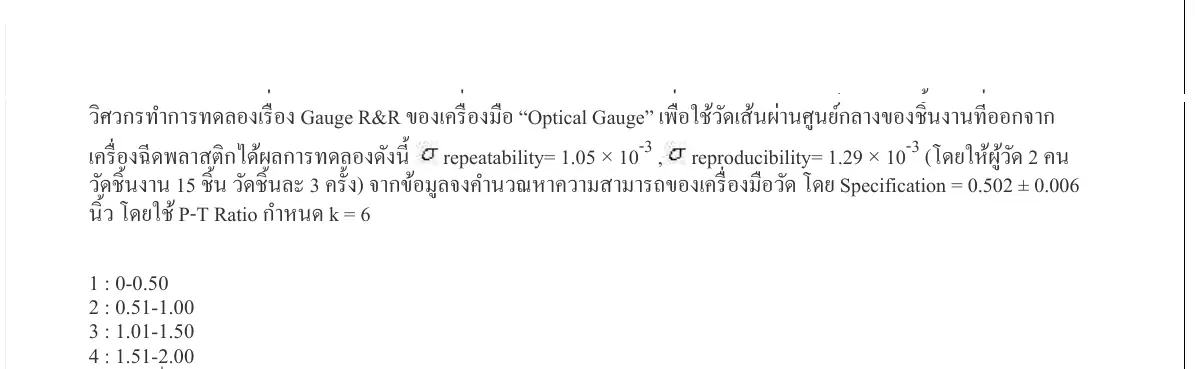 วิศวกรทำการทดลองเรื่อง Gauge R&R ของเครื่องมือ “Optical Gauge” เพื่อใช้วัดเส้นผ่านศูนย์กลางของชิ้นงานที่ออกจาก
เครื่องฉีดพลาสติกได้ผลการทดลองดังนี้ σ repeatability= 1.05 × 10⁻³ , σ reproducibility= 1.29 × 10⁻³ (โดยให้ผู้วัด 2 คน
วัดชิ้นงาน 15 ชิ้น วัดชิ้นละ 3 ครั้ง) จากข้อมูลจงคำนวณหาความสามารถของเครื่องมือวัด โดย Specification = 0.502 ± 0.006
นิ้ว โดยใช้ P-T Ratio กำหนด k = 6
1 : 0-0.50
2 : 0.51-1.00
3 : 1.01-1.50
4 : 1.51-2.00